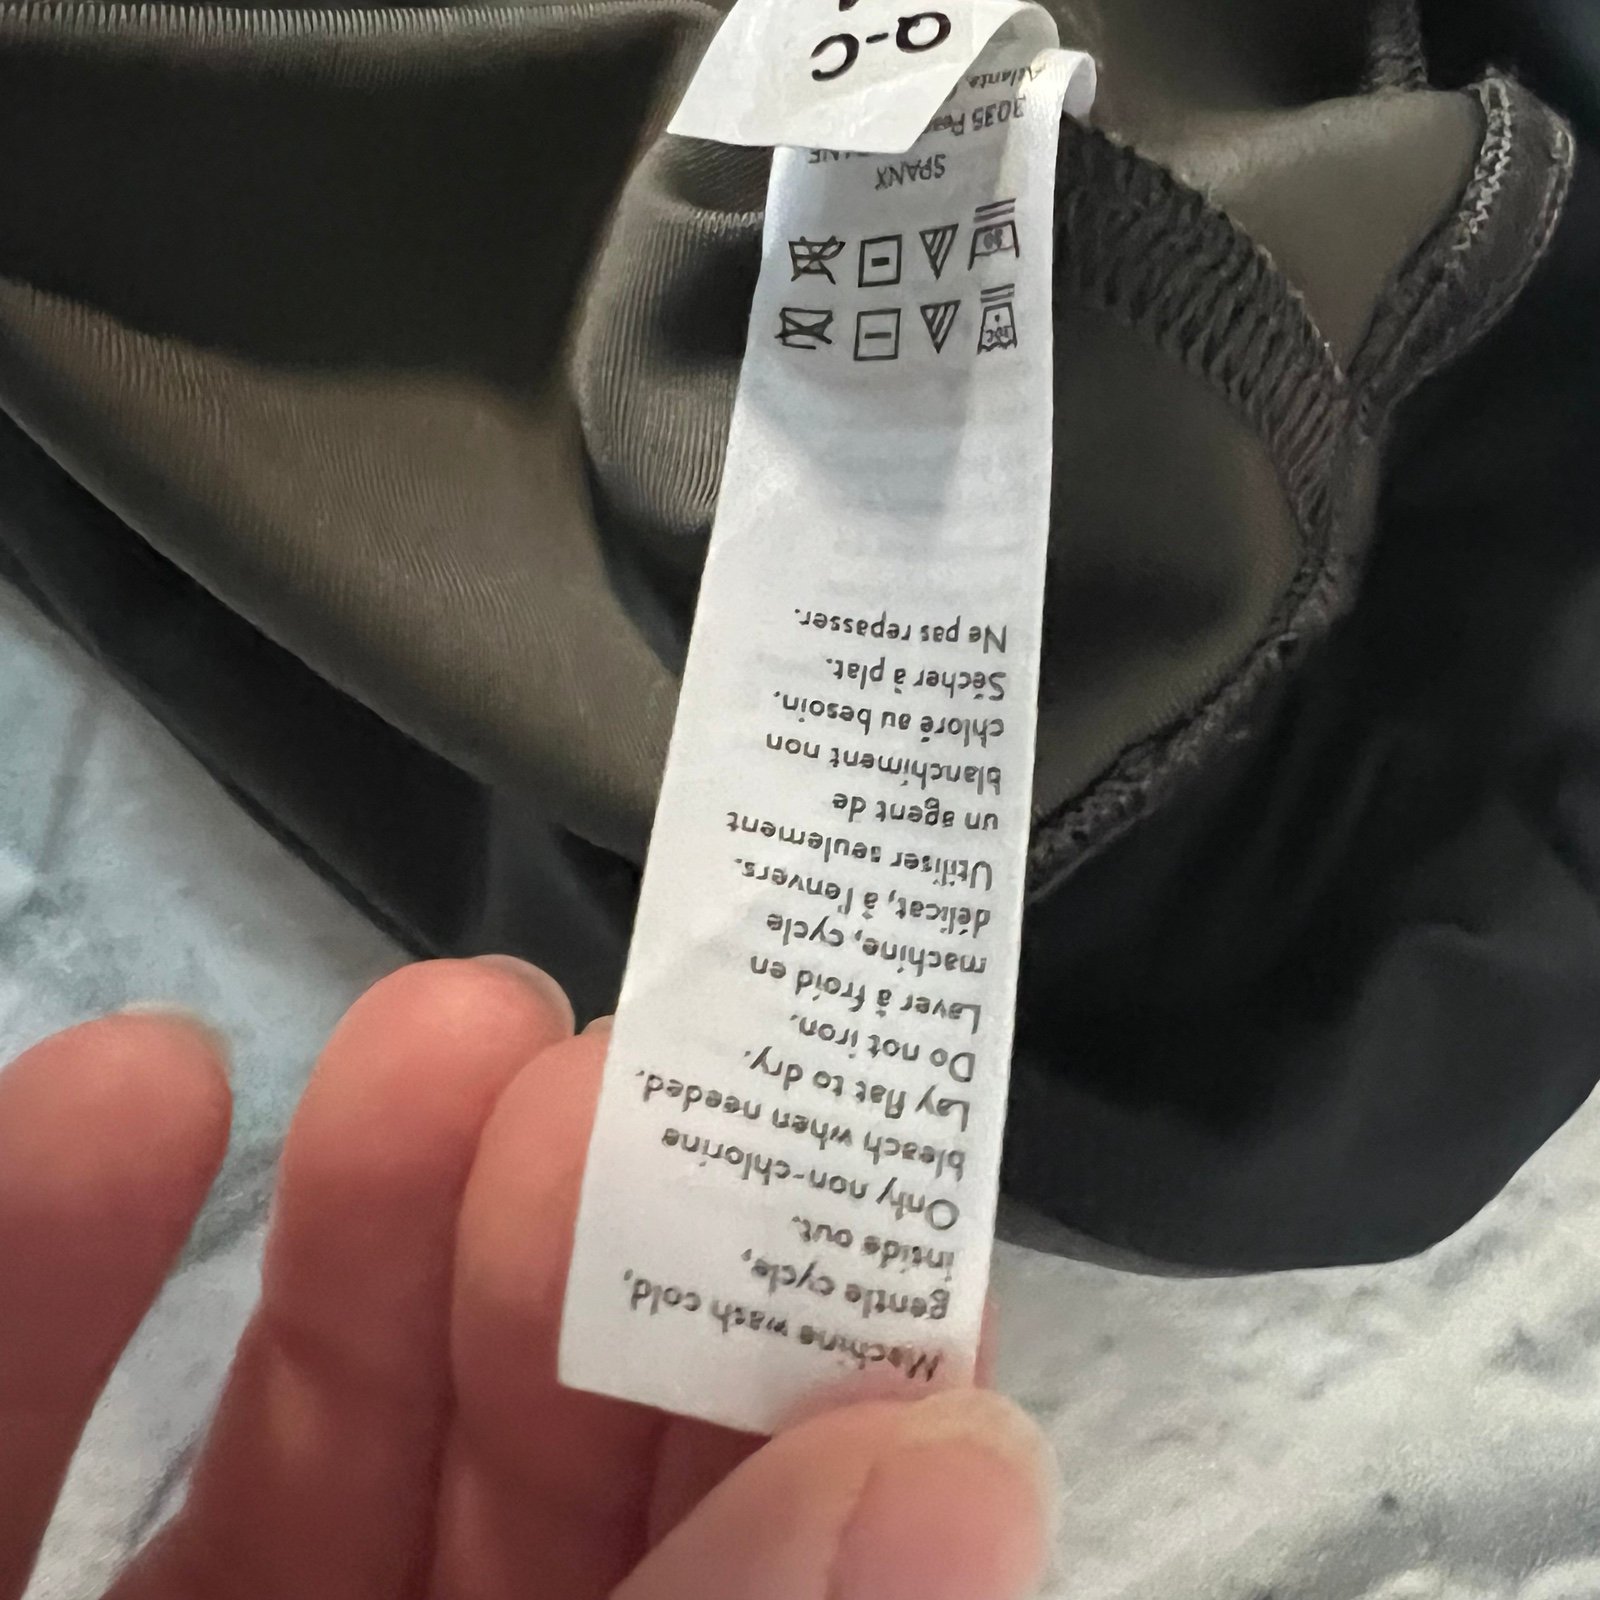 Machine wash cold,
gentle cycle,
inside out.
Only non-chlorine
bleach when needed.
Lay flat to dry.
Do not iron.
Laver à froid en
machine, cycle
délicat, à l'envers.
Utiliser seulement
un agent de
blanchiment non
chloré au besoin.
Sécher à plat.
Ne pas repasser.
30
SPANX
3035
Q-C